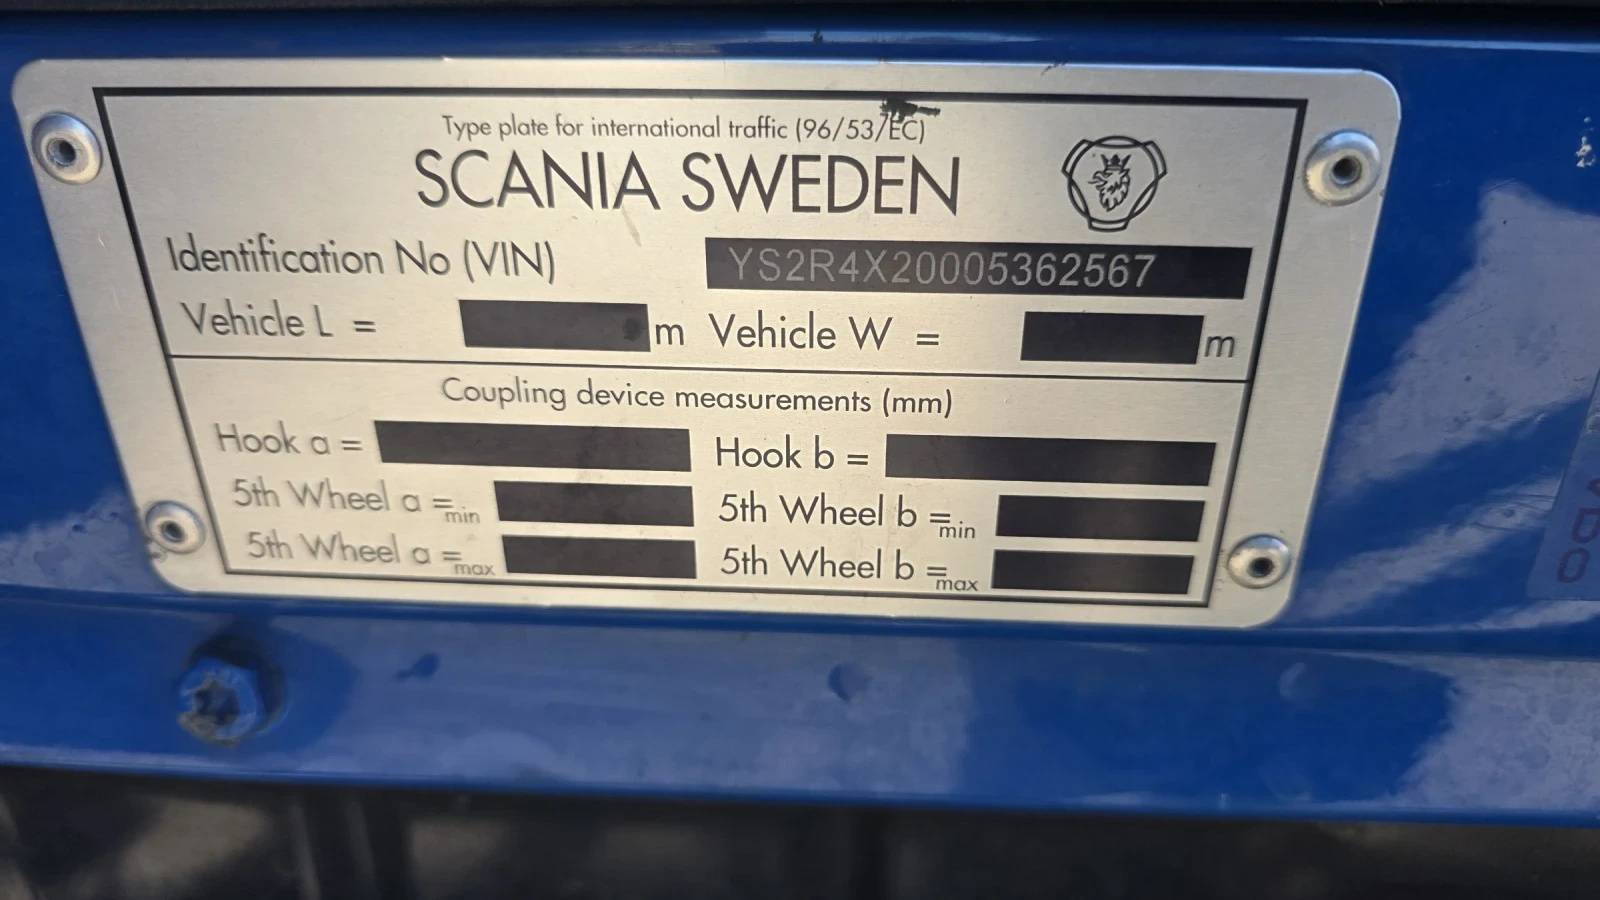 Type plate for international traffic (96/53/EC)
SCANIA SWEDEN
Identification No (VIN) YS2R4X20005362567
Vehicle L = m Vehicle W = m
Coupling device measurements (mm)
Hook a = Hook b =
5th Wheel a =min 5th Wheel b =min
5th Wheel a =max 5th Wheel b =max